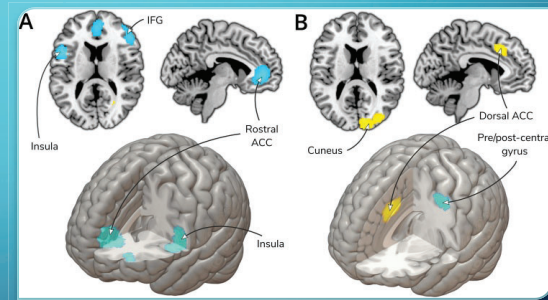 A
IFG
Insula
Rostral
ACC
Insula
B
Dorsal ACC
Cuneus
Pre/post-central
gyrus